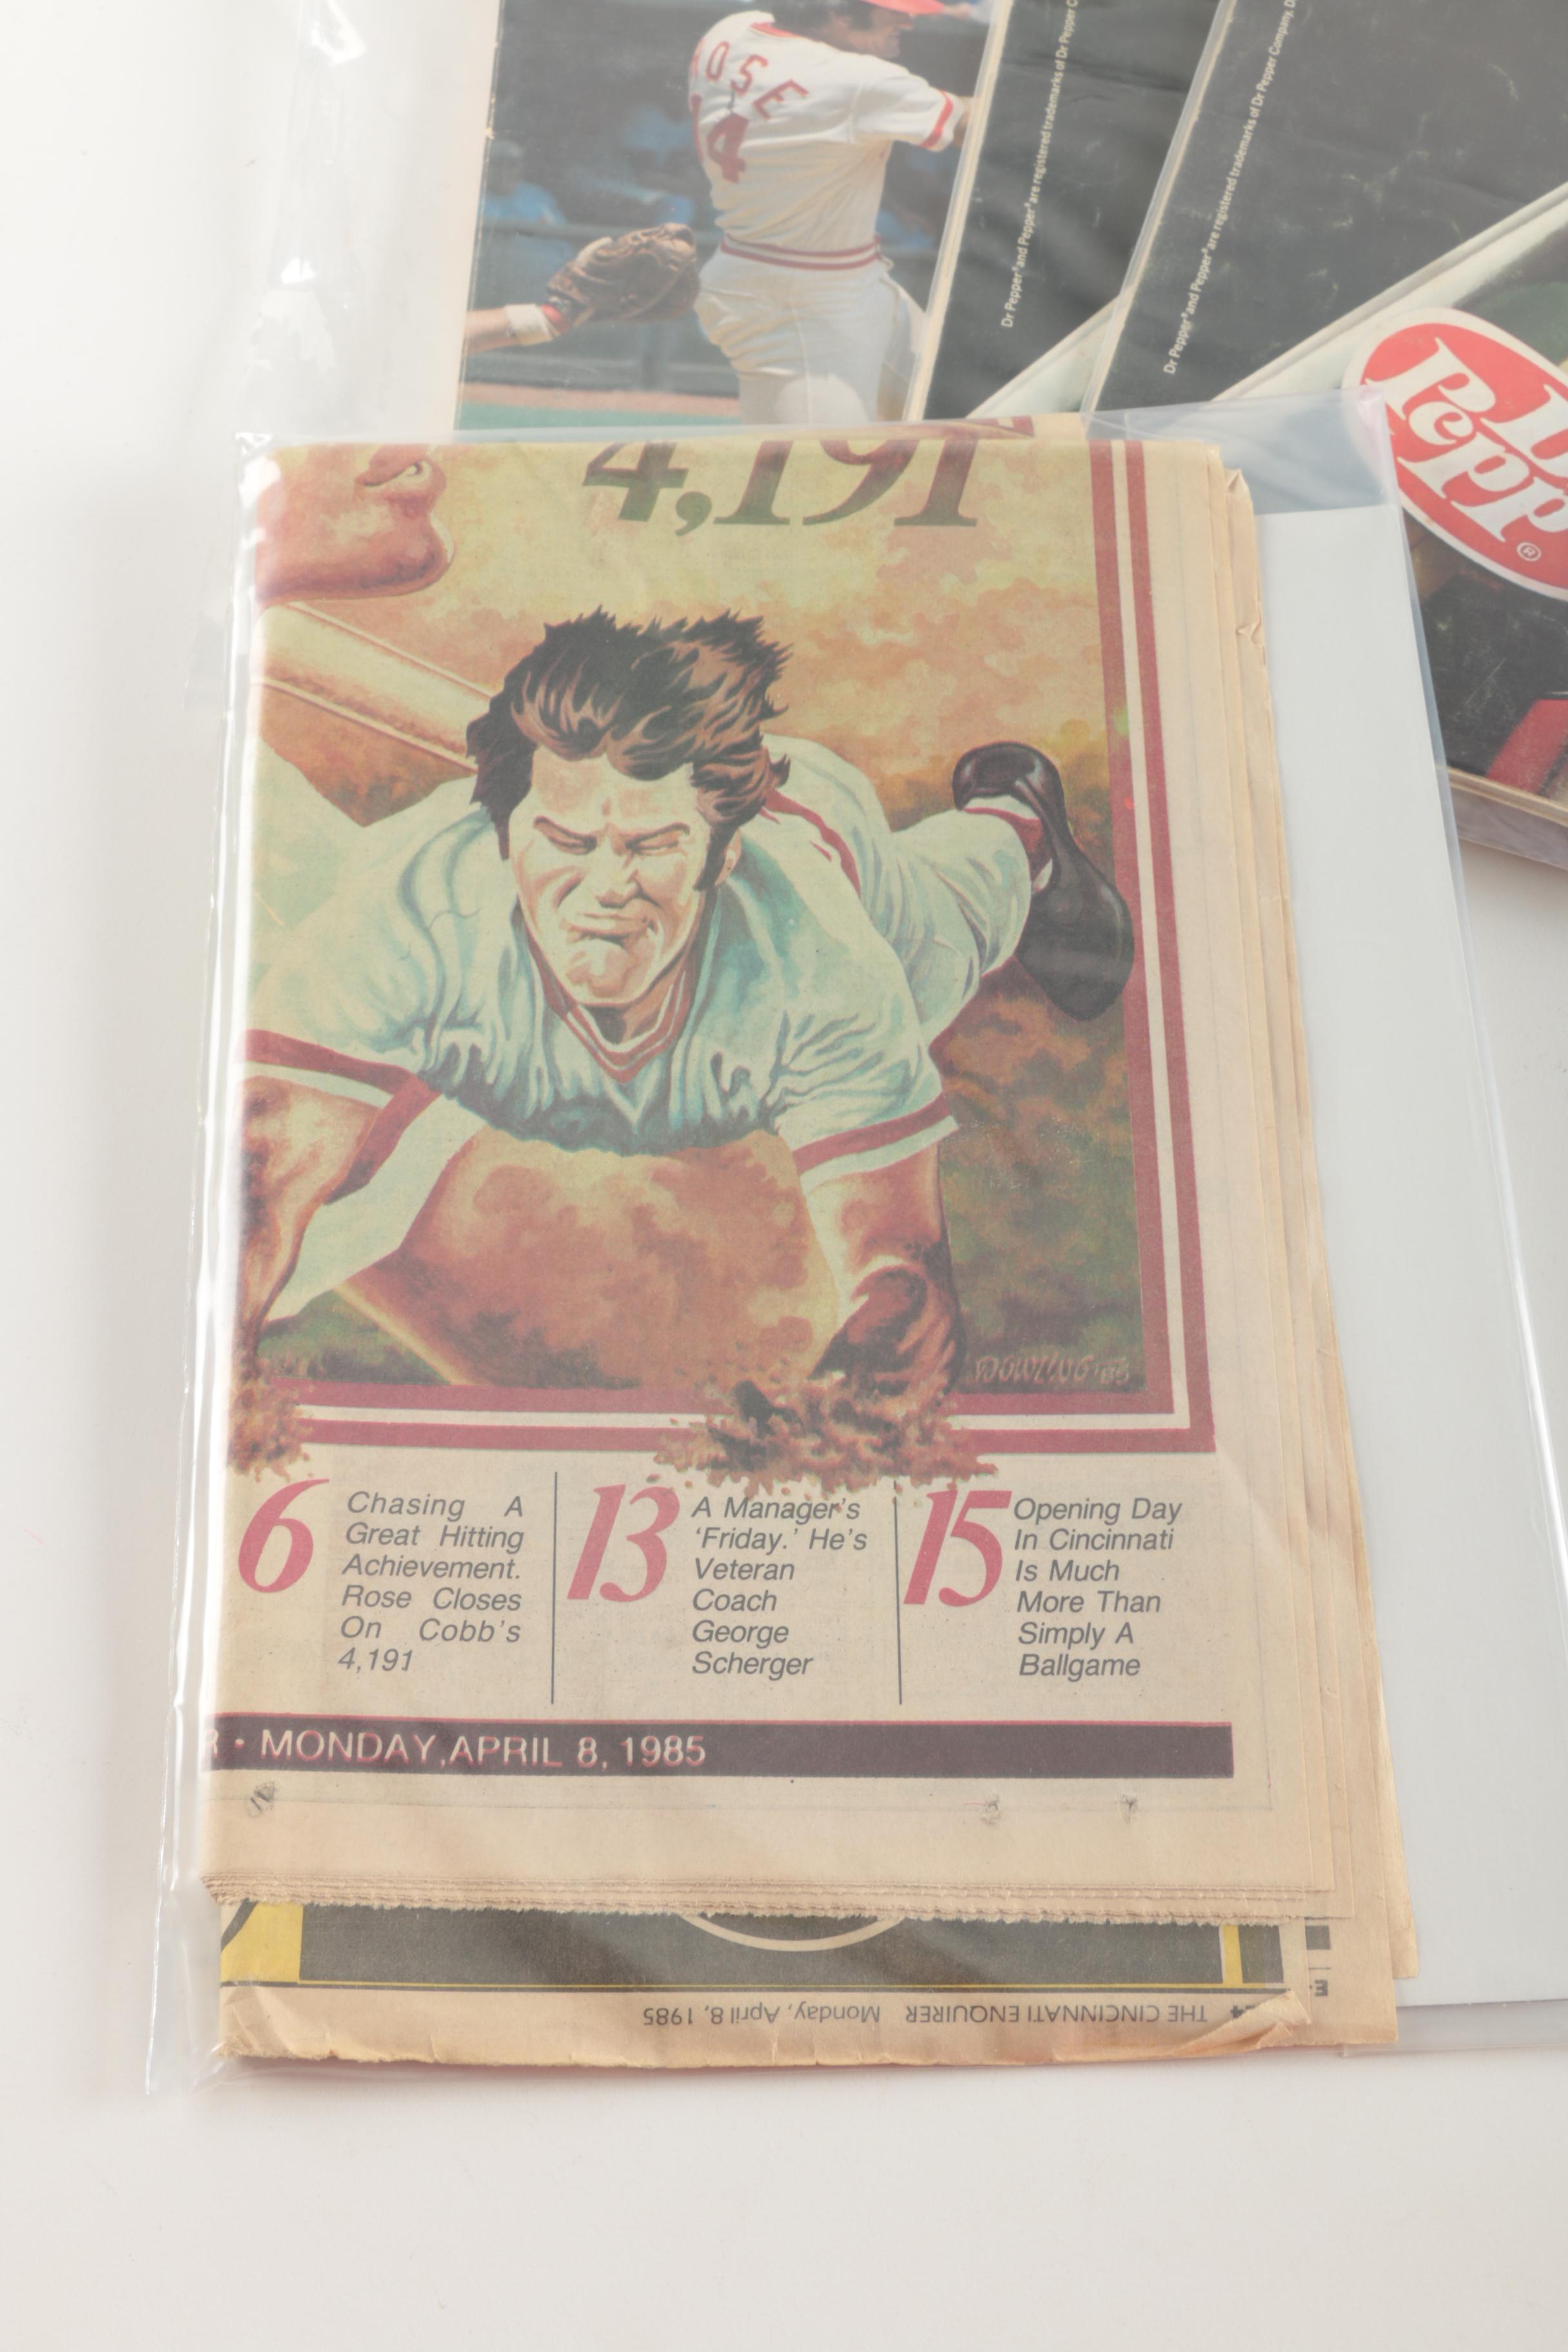 ROSE
14
Dr Pepper® and Pepper® are registered trademarks of Dr Pepper C
Dr Pepper® and Pepper® are registered trademarks of Dr Pepper Company, D
D
Pepp
®
4,191
DOWLING '85
6
Chasing A
Great Hitting
Achievement.
Rose Closes
On Cobb's
4,191
13
A Manager's
'Friday.' He's
Veteran
Coach
George
Scherger
15
Opening Day
In Cincinnati
Is Much
More Than
Simply A
Ballgame
R · MONDAY, APRIL 8, 1985
THE CINCINNATI ENQUIRER Monday, April 8, 1985